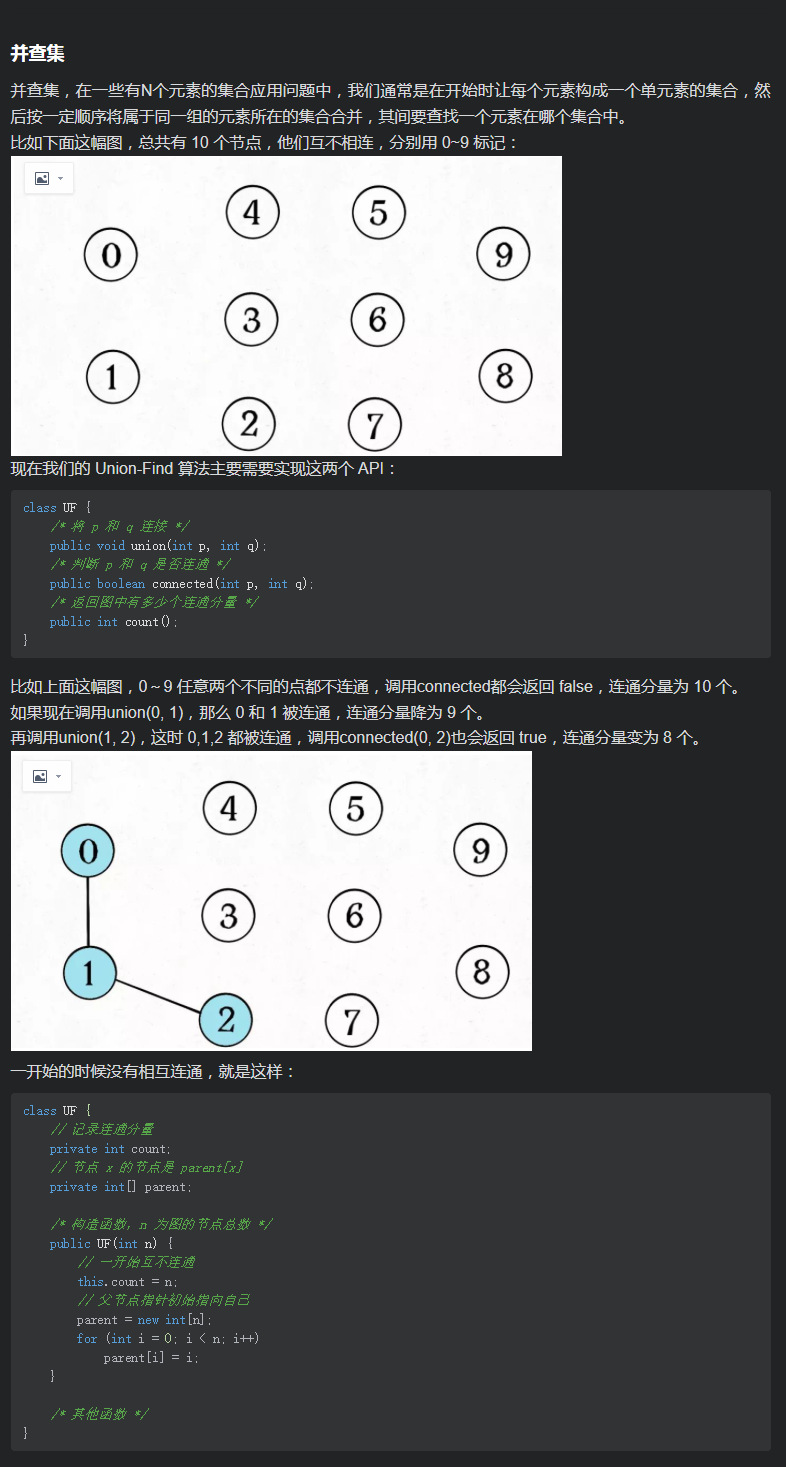 并查集
并查集，在一些有N个元素的集合应用问题中，我们通常是在开始时让每个元素构成一个单元素的集合，然
后按一定顺序将属于同一组的元素所在的集合合并，其间要查找一个元素在哪个集合中。
比如下面这幅图，总共有 10 个节点，他们互不相连，分别用 0~9 标记：
4 5
0 9
3 6
1 8
2 7
现在我们的 Union-Find 算法主要需要实现这两个 API：
class UF {
/* 将 p 和 q 连接 */
public void union(int p, int q);
/* 判断 p 和 q 是否连通 */
public boolean connected(int p, int q);
/* 返回图中有多少个连通分量 */
public int count();
}
比如上面这幅图，0～9 任意两个不同的点都不连通，调用connected都会返回 false，连通分量为 10 个。
如果现在调用union(0, 1)，那么 0 和 1 被连通，连通分量降为 9 个。
再调用union(1, 2)，这时 0,1,2 都被连通，调用connected(0, 2)也会返回 true，连通分量变为 8 个。
4 5
0 9
3 6
1 8
2 7
一开始的时候没有相互连通，就是这样：
class UF {
// 记录连通分量
private int count;
// 节点 x 的节点是 parent[x]
private int[] parent;
/* 构造函数，n 为图的节点总数 */
public UF(int n) {
// 一开始互不连通
this.count = n;
// 父节点指针初始指向自己
parent = new int[n];
for (int i = 0; i < n; i++)
parent[i] = i;
}
/* 其他函数 */
}